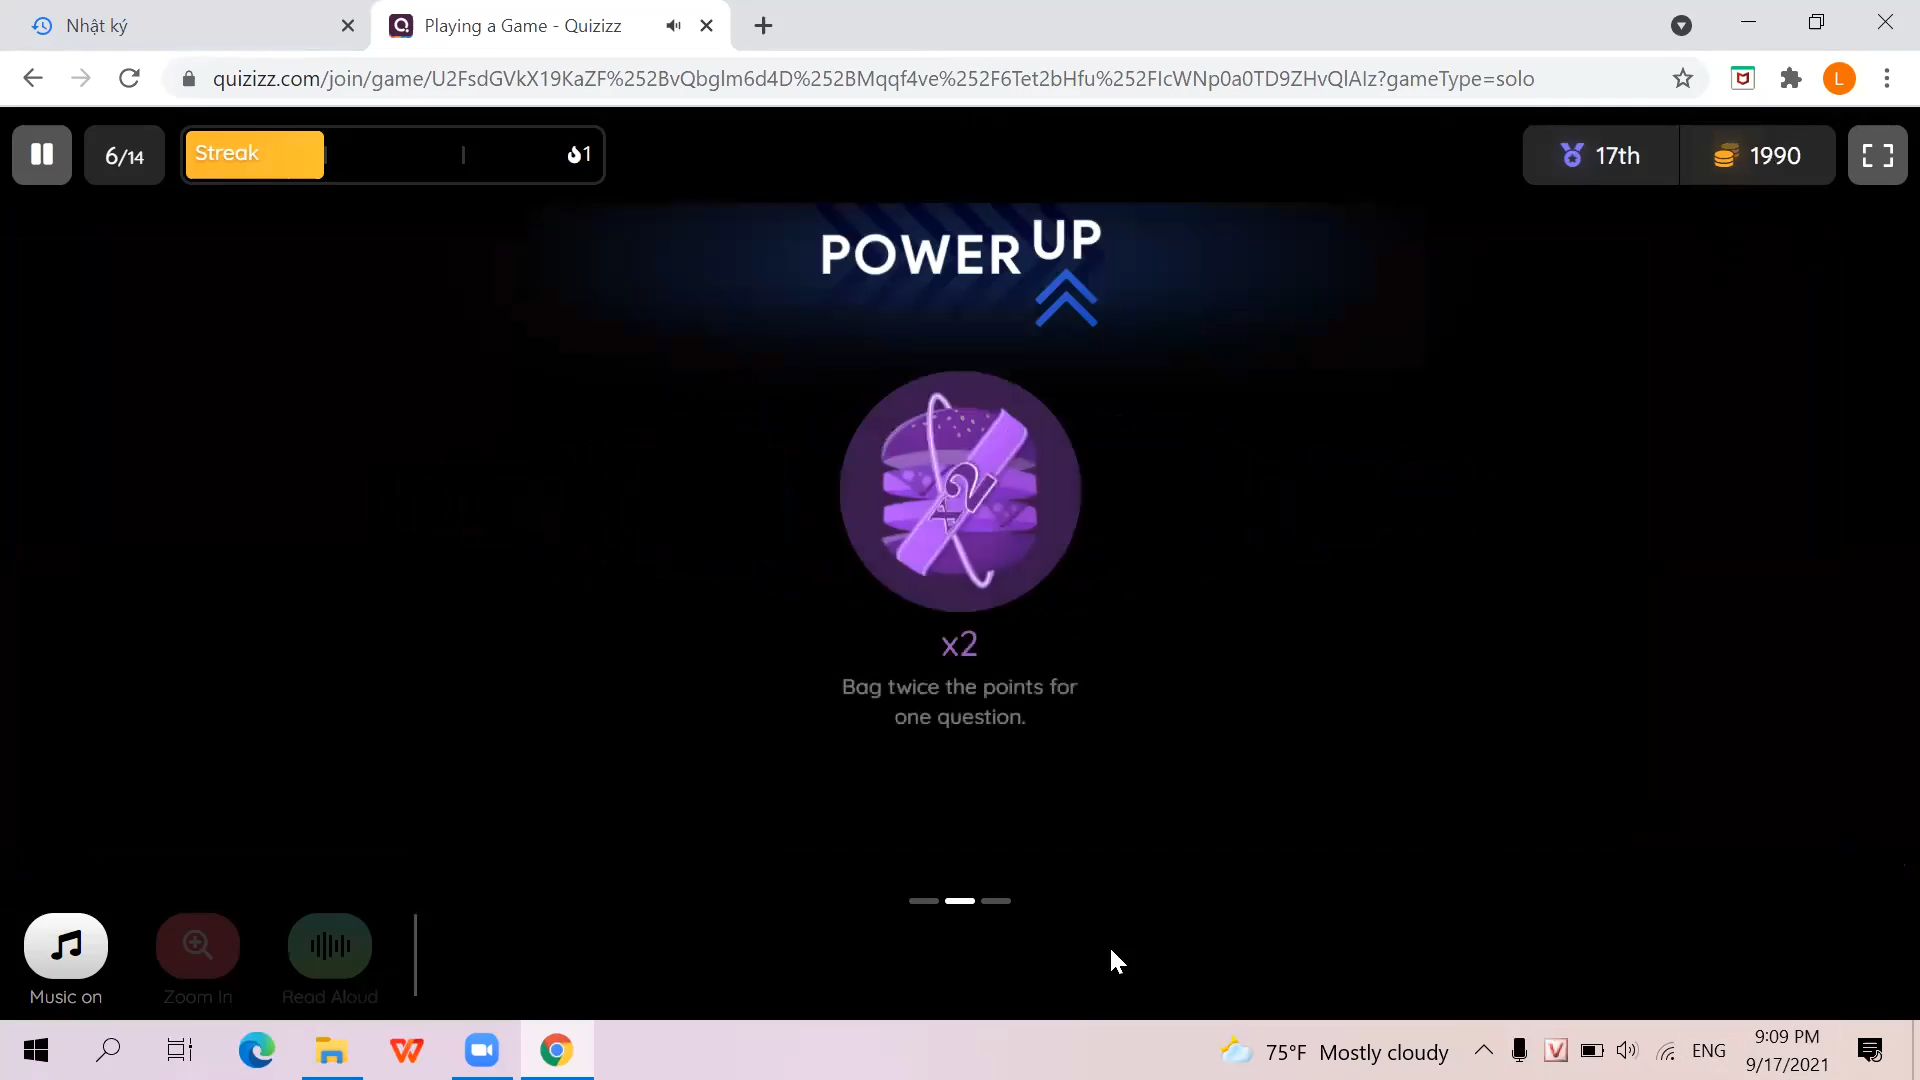 Nhật ký
Playing a Game - Quizizz
quizizz.com/join/game/U2FsdGVkX19KaZF%252BvQbglm6d4D%252BMqqf4ve%252F6Tet2bHfu%252FIcWNp0a0TD9ZHvQlAIz?gameType=solo
L
6/14
Streak
1
17th
1990
POWER UP
x2
Bag twice the points for
one question.
Music on
Zoom In
Read Aloud
75°F Mostly cloudy
ENG
9:09 PM
9/17/2021